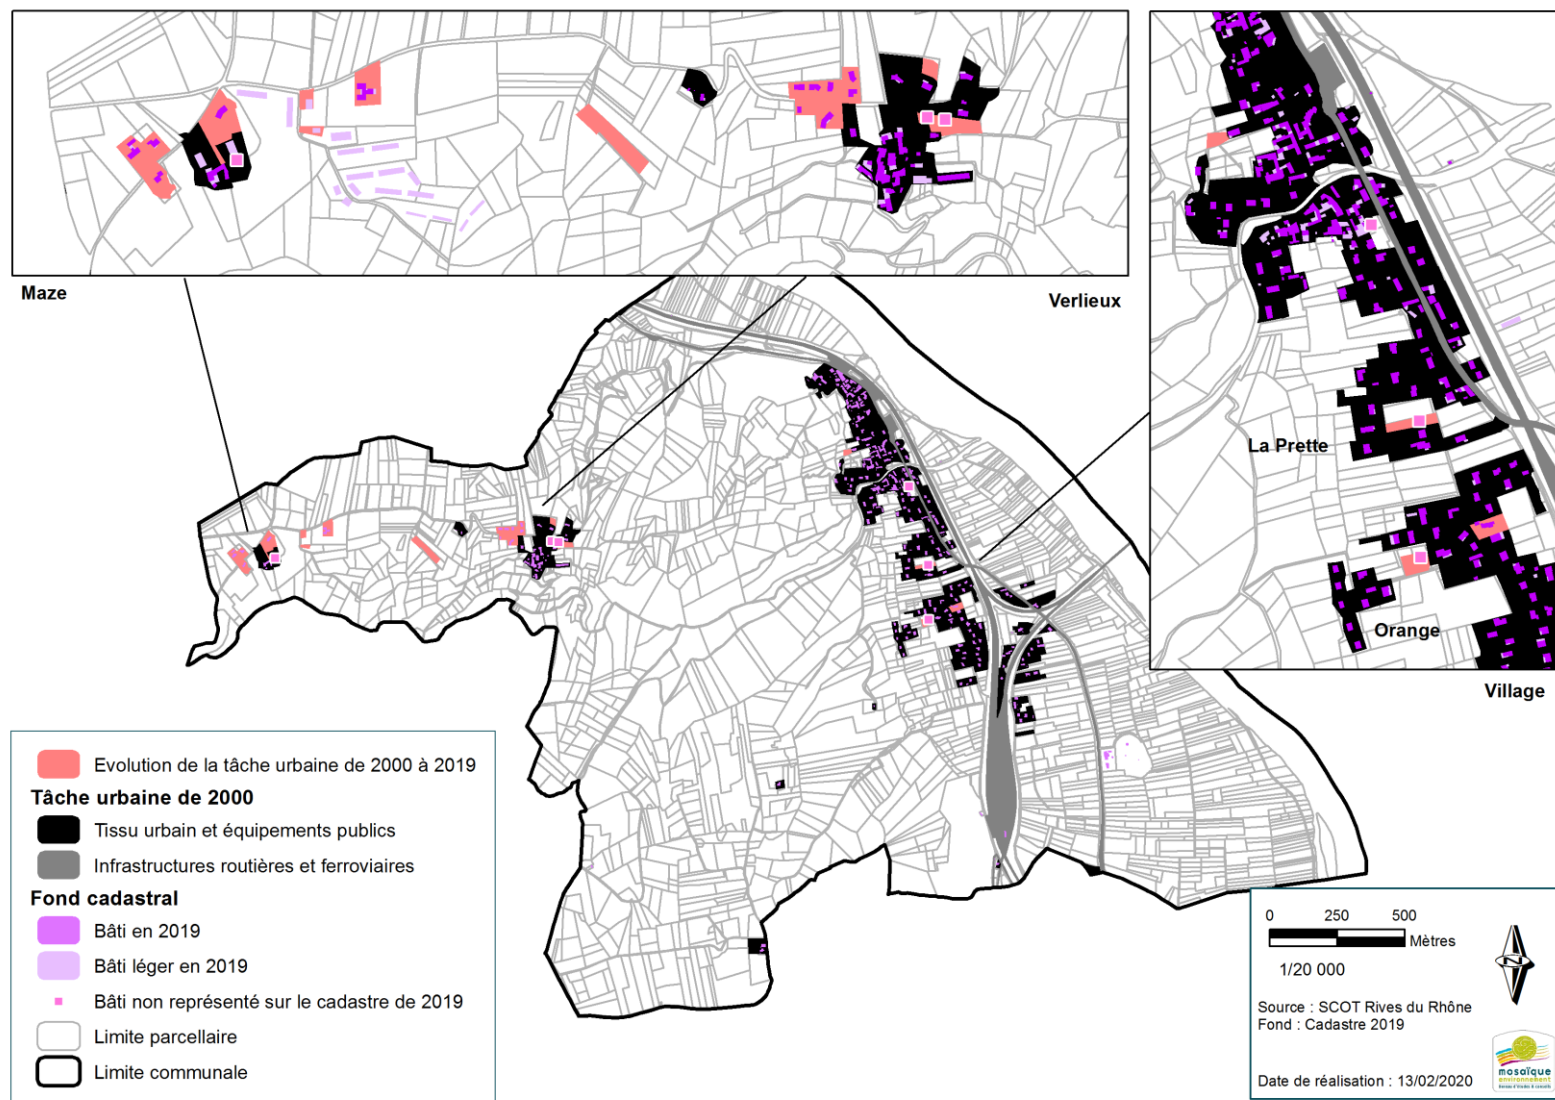 Maze
Verlieux
La Prette
Orange
Village
Evolution de la tâche urbaine de 2000 à 2019
Tâche urbaine de 2000
Tissu urbain et équipements publics
Infrastructures routières et ferroviaires
Fond cadastral
Bâti en 2019
Bâti léger en 2019
Bâti non représenté sur le cadastre de 2019
Limite parcellaire
Limite communale
0 250 500
Mètres
1/20 000
N
Source : SCOT Rives du Rhône
Fond : Cadastre 2019
Date de réalisation : 13/02/2020
mosaïque
environnement